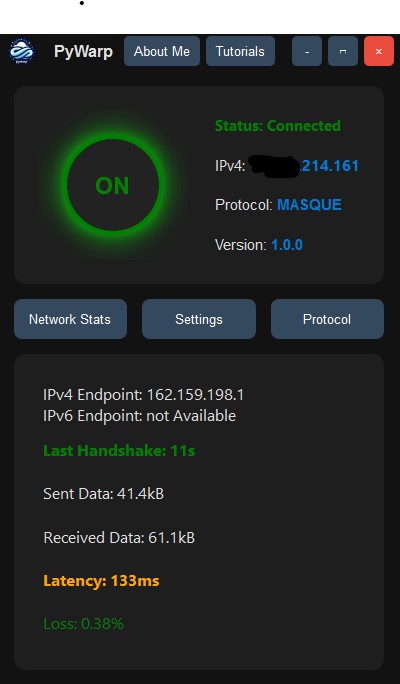 PyWarp
About Me
Tutorials
ON
Status: Connected
IPv4: .214.161
Protocol: MASQUE
Version: 1.0.0
Network Stats
Settings
Protocol
IPv4 Endpoint: 162.159.198.1
IPv6 Endpoint: not Available
Last Handshake: 11s
Sent Data: 41.4kB
Received Data: 61.1kB
Latency: 133ms
Loss: 0.38%